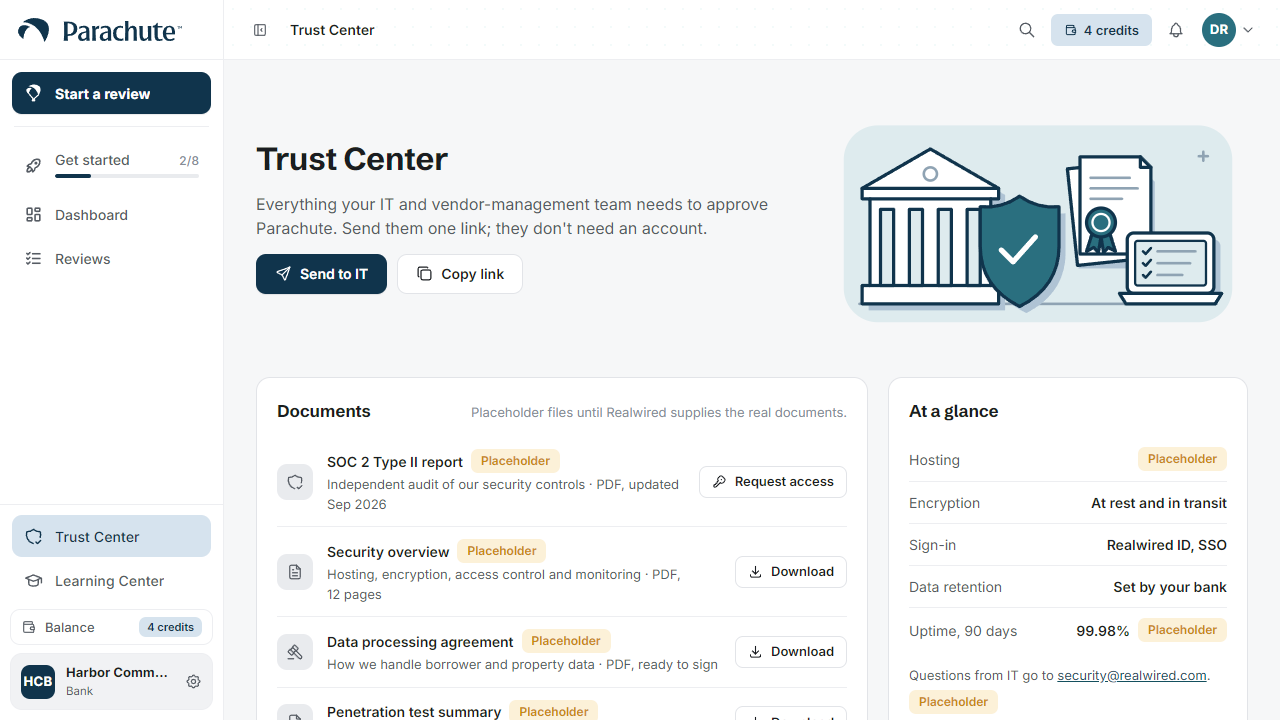 Parachute™
Trust Center
4 credits
DR
Start a review
Get started 2/8
Dashboard
Reviews
Trust Center
Learning Center
Balance 4 credits
HCB
Harbor Comm...
Bank
Trust Center
Everything your IT and vendor-management team needs to approve
Parachute. Send them one link; they don't need an account.
Send to IT
Copy link
Documents
Placeholder files until Realwired supplies the real documents.
SOC 2 Type II report Placeholder
Independent audit of our security controls · PDF, updated
Sep 2026
Request access
Security overview Placeholder
Hosting, encryption, access control and monitoring · PDF,
12 pages
Download
Data processing agreement Placeholder
How we handle borrower and property data · PDF, ready to sign
Download
Penetration test summary Placeholder
At a glance
Hosting Placeholder
Encryption At rest and in transit
Sign-in Realwired ID, SSO
Data retention Set by your bank
Uptime, 90 days 99.98% Placeholder
Questions from IT go to security@realwired.com.
Placeholder